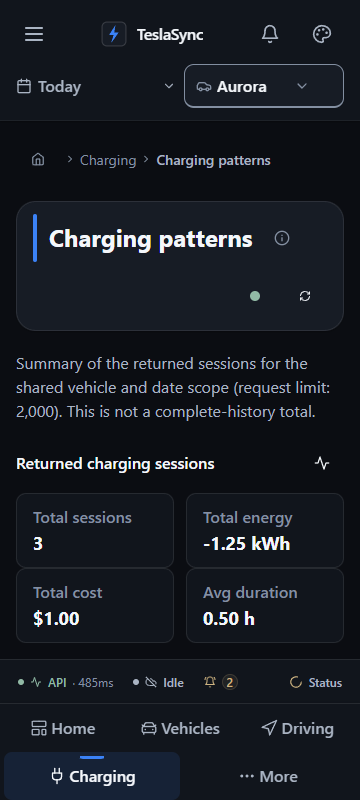 TeslaSync
Today
Aurora
Charging
Charging patterns
Charging patterns
Summary of the returned sessions for the
shared vehicle and date scope (request limit:
2,000). This is not a complete-history total.
Returned charging sessions
Total sessions
3
Total energy
-1.25 kWh
Total cost
$1.00
Avg duration
0.50 h
API · 485ms
Idle
2
Status
Home
Vehicles
Driving
Charging
More